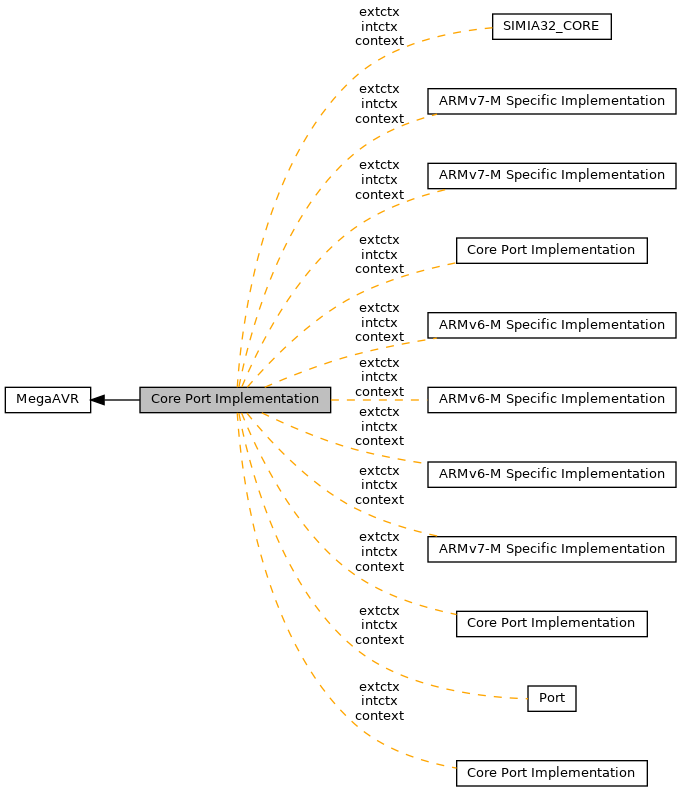 extctx
intctx
context
SIMIA32_CORE
extctx
intctx
context
ARMv7-M Specific Implementation
extctx
intctx
context
ARMv7-M Specific Implementation
extctx
intctx
context
Core Port Implementation
extctx
intctx
context
ARMv6-M Specific Implementation
extctx
intctx
context
MegaAVR
Core Port Implementation
ARMv6-M Specific Implementation
extctx
intctx
context
ARMv6-M Specific Implementation
extctx
intctx
context
ARMv7-M Specific Implementation
extctx
intctx
context
Core Port Implementation
extctx
intctx
context
Port
extctx
intctx
context
Core Port Implementation